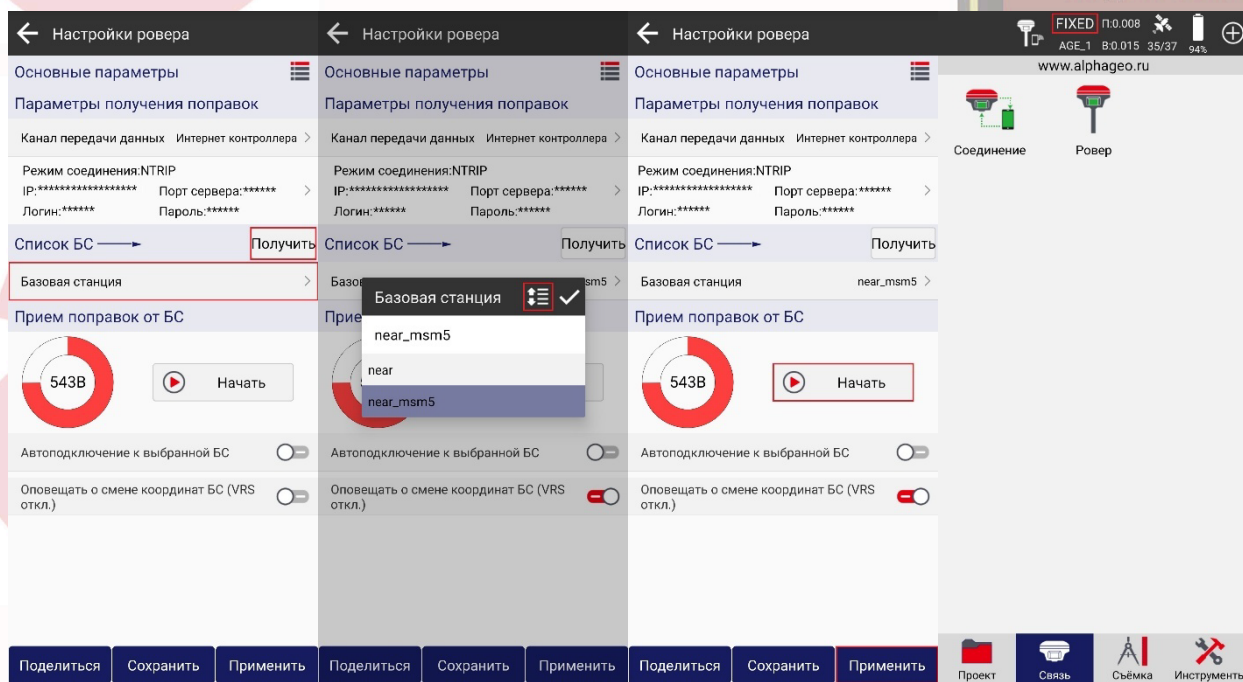 Настройки ровера
Основные параметры
Параметры получения поправок
Канал передачи данных Интернет контроллера >
Режим соединения:NTRIP
IP:****************** Порт сервера:****** >
Логин:****** Пароль:******
Список БС Получить
Базовая станция >
Прием поправок от БС
543B
Начать
Автоподключение к выбранной БС
Оповещать о смене координат БС (VRS
откл.)
Поделиться Сохранить Применить
Настройки ровера
Основные параметры
Параметры получения поправок
Канал передачи данных Интернет контроллера >
Режим соединения:NTRIP
IP:****************** Порт сервера:****** >
Логин:****** Пароль:******
Список БС Получить
Базовая станция
near_msm5
near
near_msm5
Автоподключение к выбранной БС
Оповещать о смене координат БС (VRS
откл.)
Поделиться Сохранить Применить
Настройки ровера
Основные параметры
Параметры получения поправок
Канал передачи данных Интернет контроллера >
Режим соединения:NTRIP
IP:****************** Порт сервера:****** >
Логин:****** Пароль:******
Список БС Получить
Базовая станция near_msm5 >
Прием поправок от БС
543B
Начать
Автоподключение к выбранной БС
Оповещать о смене координат БС (VRS
откл.)
Поделиться Сохранить Применить
FIXED П:0.008
AGE_1 В:0.015 35/37 94%
www.alphageo.ru
Соединение Ровер
Проект Связь Съёмка Инструменты